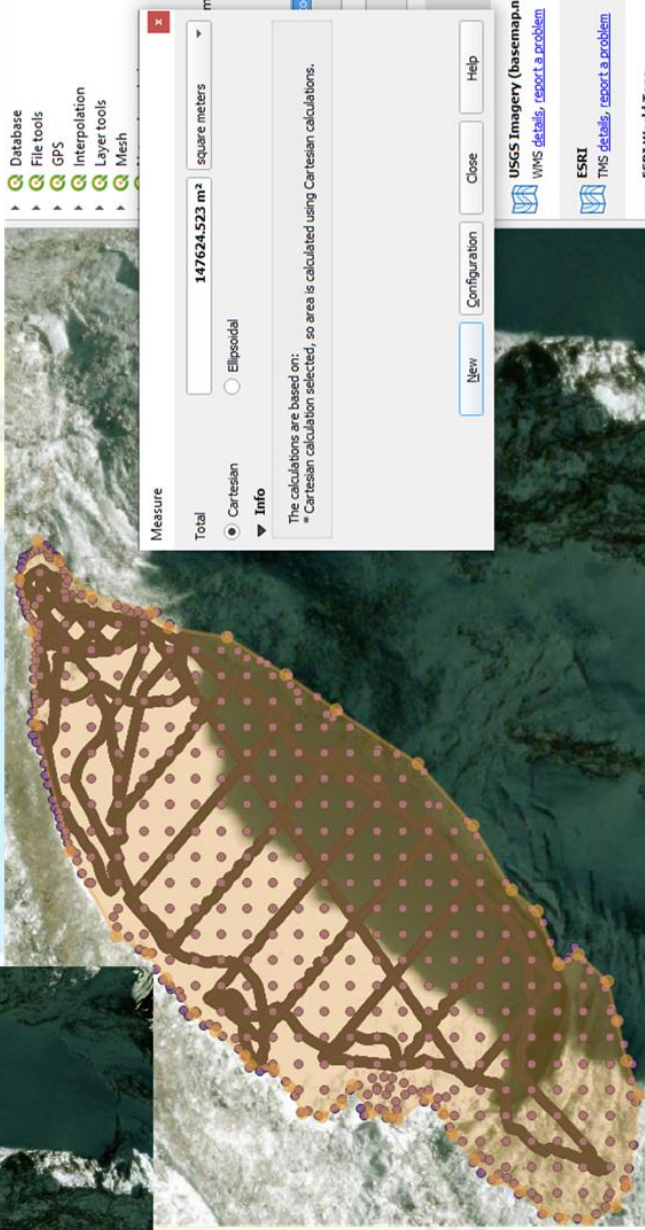 Database
File tools
GPS
Interpolation
Layer tools
Mesh
Measure
Total
147624.523 m²
square meters
Cartesian
Ellipsoidal
Info
The calculations are based on:
* Cartesian calculation selected, so area is calculated using Cartesian calculations.
New
Configuration
Close
Help
USGS Imagery (basemap.n
WMS details, report a problem
ESRI
TMS details, report a problem